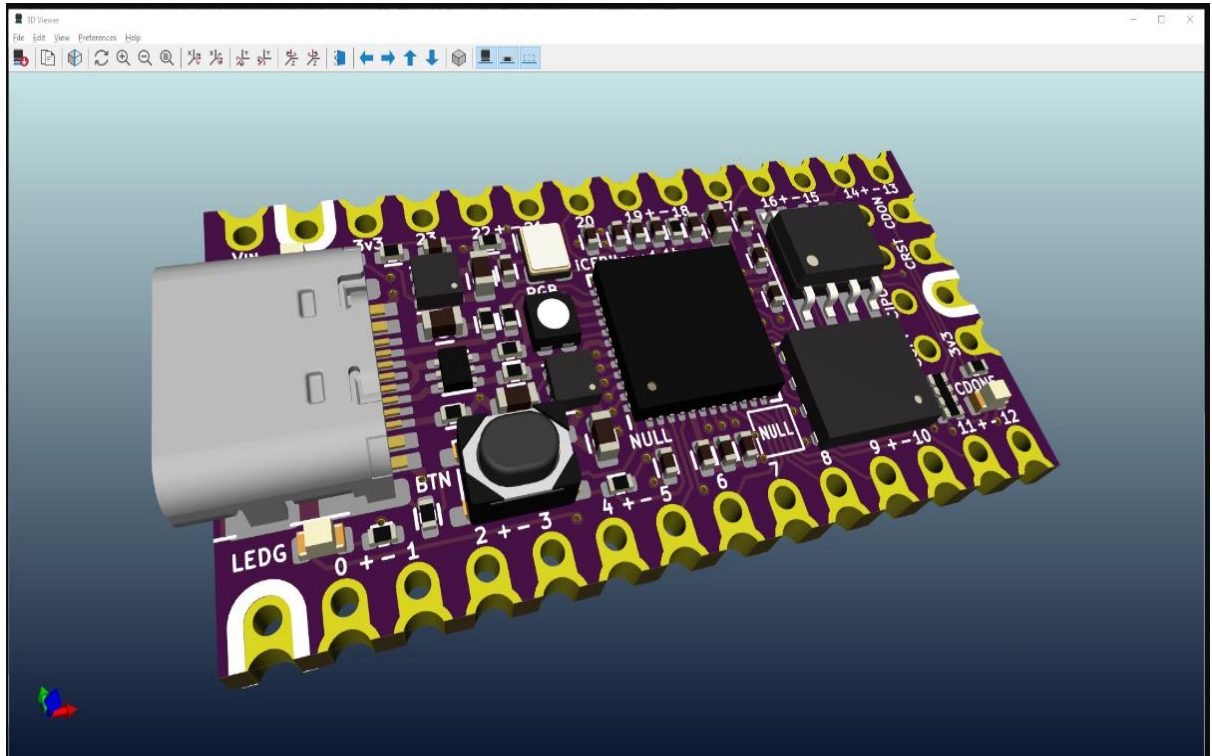 3D Viewer
File Edit View Preferences Help
3v3
23
22+
20
19+-18
16+-15
14+-13
CDON
CRST
3v3
RGB
BTN
NULL
NULL
CDONE
LEDG
0 +- 1
2 +- 3
4 +- 5
6
7
8
9 +-10
11+-12